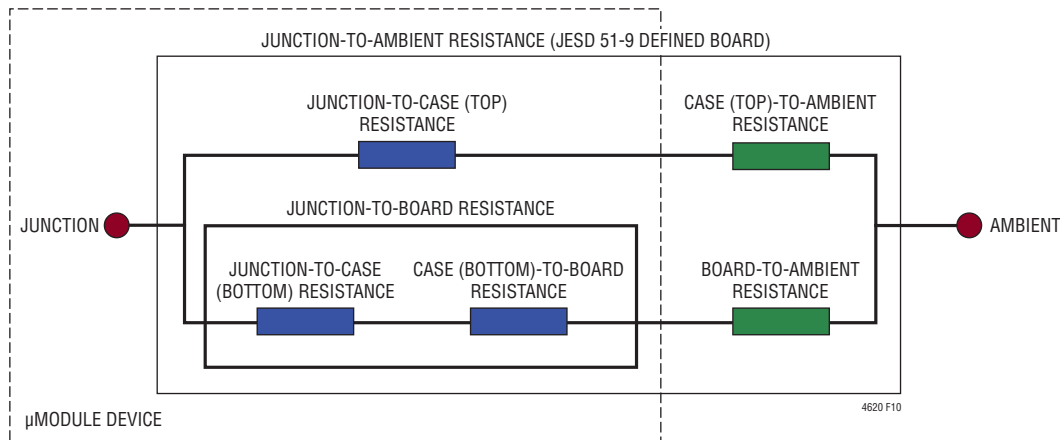 JUNCTION-TO-AMBIENT RESISTANCE (JESD 51-9 DEFINED BOARD)
JUNCTION-TO-CASE (TOP)
RESISTANCE
CASE (TOP)-TO-AMBIENT
RESISTANCE
JUNCTION-TO-BOARD RESISTANCE
JUNCTION
AMBIENT
JUNCTION-TO-CASE
(BOTTOM) RESISTANCE
CASE (BOTTOM)-TO-BOARD
RESISTANCE
BOARD-TO-AMBIENT
RESISTANCE
4620 F10
µMODULE DEVICE